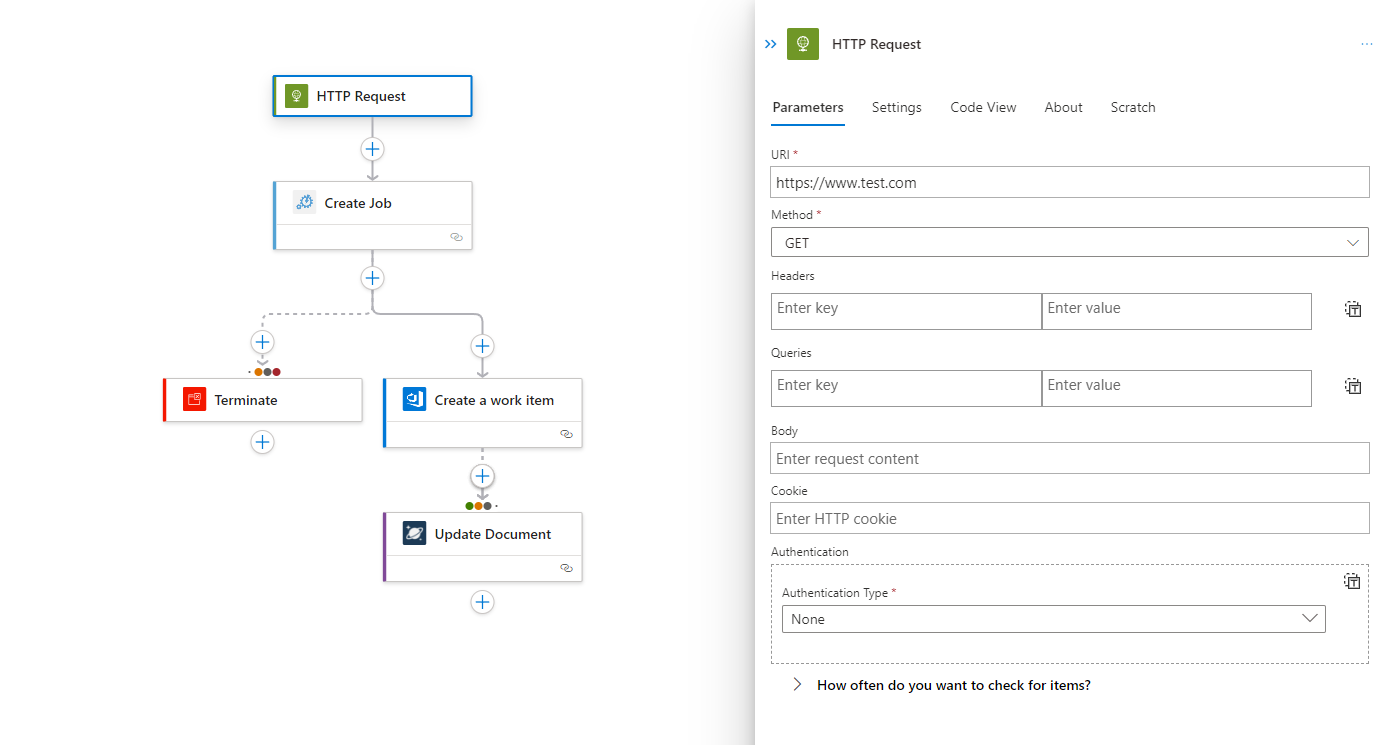 HTTP Request
Create Job
Terminate
Create a work item
Update Document
HTTP Request
Parameters Settings Code View About Scratch
URI *
https://www.test.com
Method *
GET
Headers
Enter key Enter value
Queries
Enter key Enter value
Body
Enter request content
Cookie
Enter HTTP cookie
Authentication
Authentication Type *
None
How often do you want to check for items?